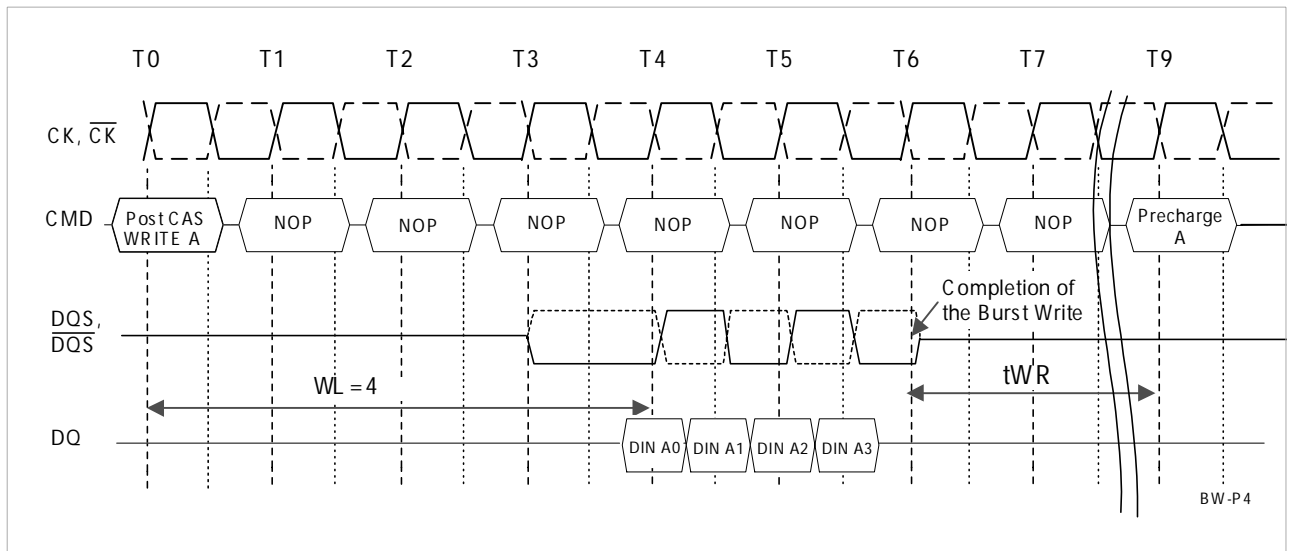 T0 T1 T2 T3 T4 T5 T6 T7 T9
CK, CK
CMD Post CAS NOP NOP NOP NOP NOP NOP NOP Precharge
WRITE A A
Completion of
the Burst Write
DQS,
DQS
WL = 4 tWR
DQ DIN A0 DIN A1 DIN A2 DIN A3
BW-P4